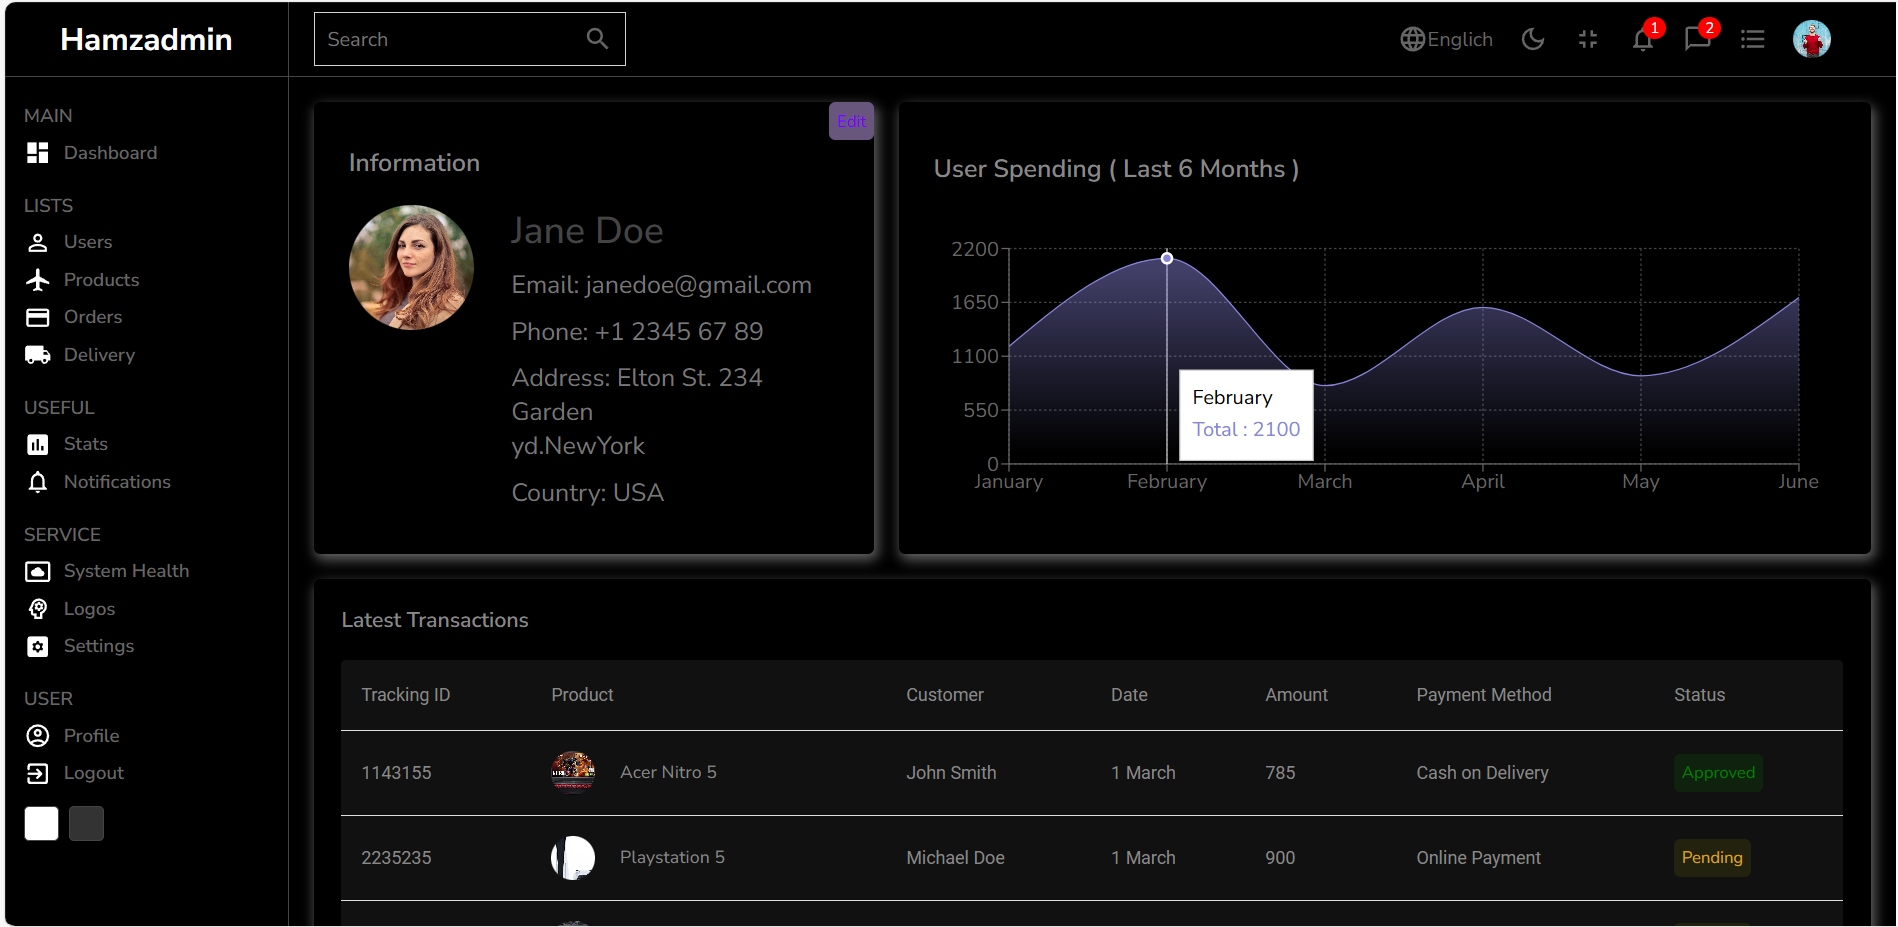 Hamzadmin
Search
Englich
1
2
MAIN
Dashboard
LISTS
Users
Products
Orders
Delivery
USEFUL
Stats
Notifications
SERVICE
System Health
Logos
Settings
USER
Profile
Logout
Edit
Information
Jane Doe
Email: janedoe@gmail.com
Phone: +1 2345 67 89
Address: Elton St. 234
Garden
yd.NewYork
Country: USA
User Spending ( Last 6 Months )
2200
1650
1100
550
0
February
Total : 2100
January February March April May June
Latest Transactions
Tracking ID Product Customer Date Amount Payment Method Status
1143155 Acer Nitro 5 John Smith 1 March 785 Cash on Delivery Approved
2235235 Playstation 5 Michael Doe 1 March 900 Online Payment Pending